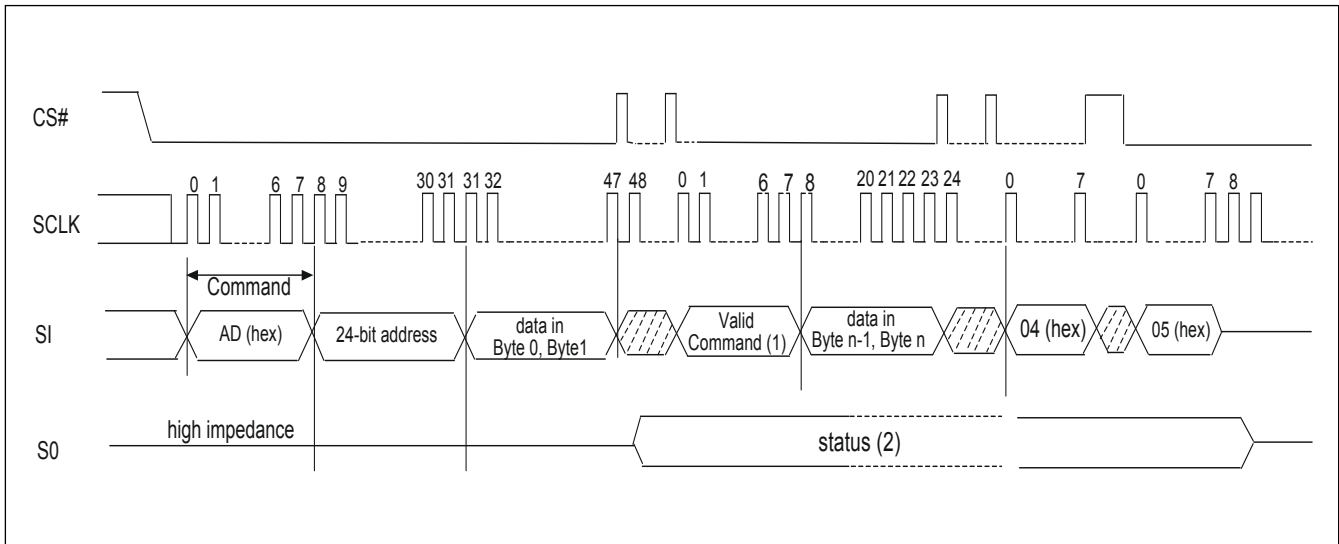 CS#
SCLK
0 1 6 7 8 9 30 31 31 32 47 48 0 1 6 7 8 20 21 22 23 24 0 7 0 7 8
Command
SI
AD (hex)
24-bit address
data in
Byte 0, Byte1
Valid
Command (1)
data in
Byte n-1, Byte n
04 (hex)
05 (hex)
S0
high impedance
status (2)